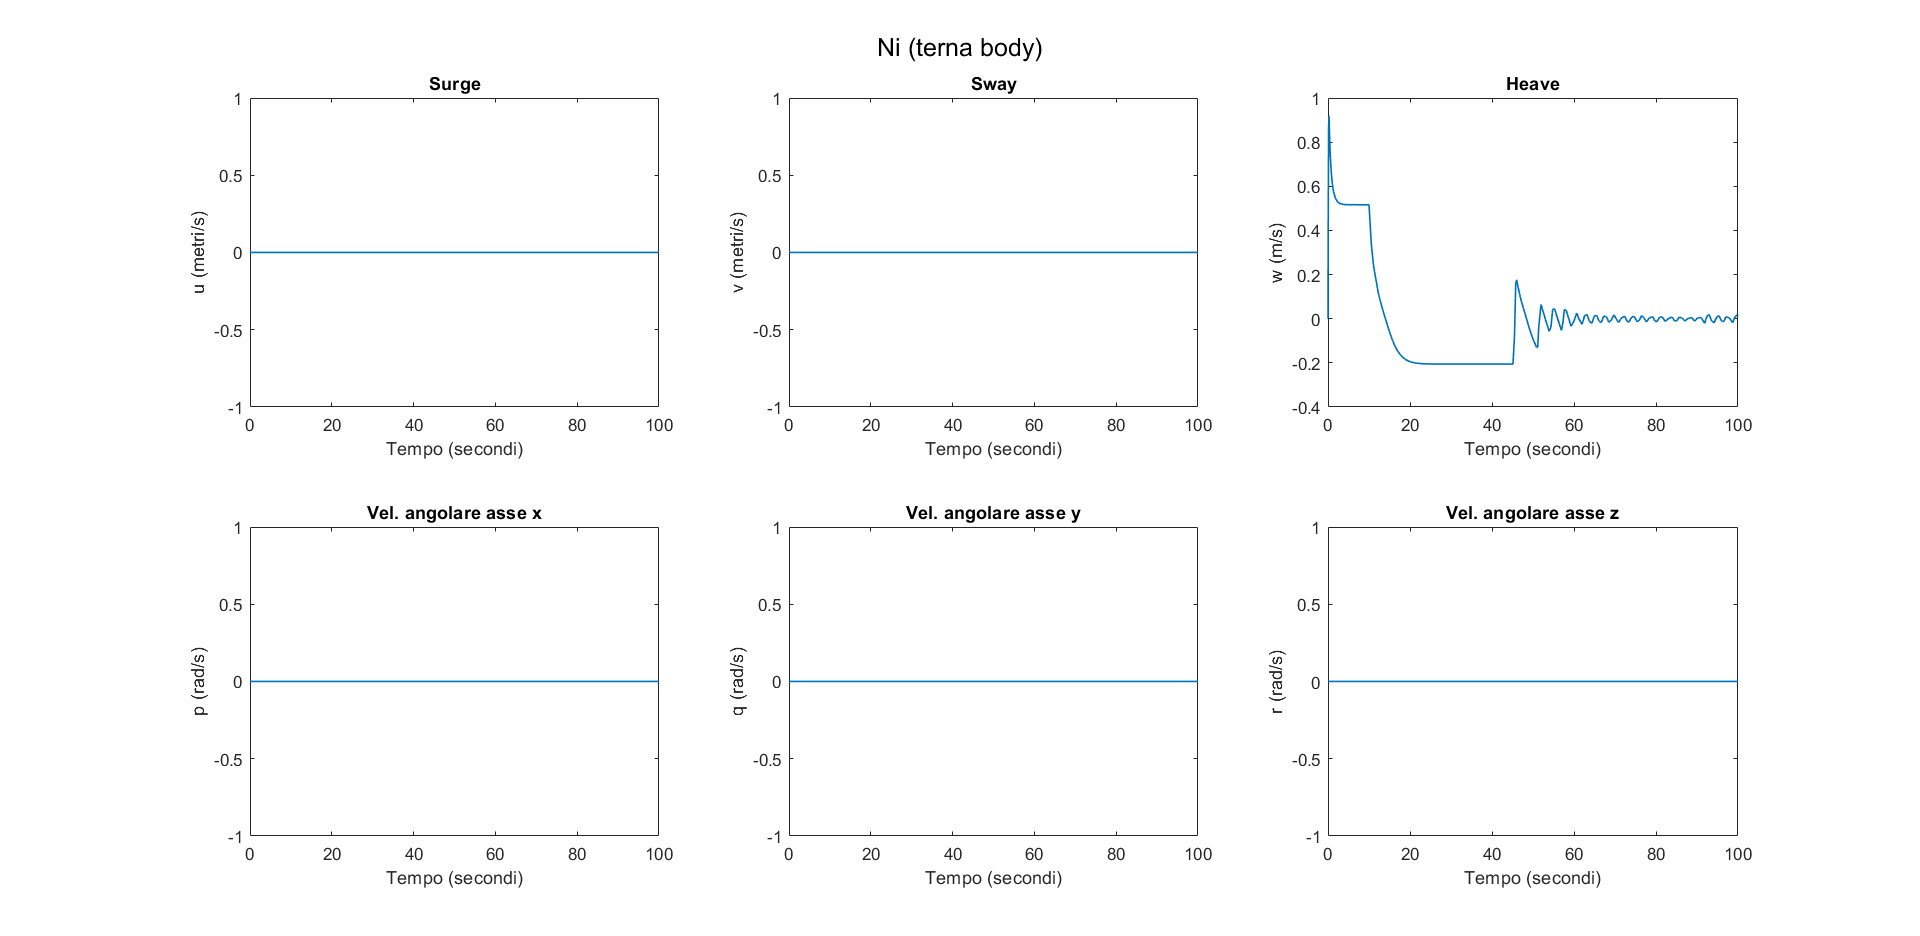 Ni (terna body)
Surge
1
0.5
0
-0.5
-1
u (metri/s)
0 20 40 60 80 100
Tempo (secondi)
Sway
1
0.5
0
-0.5
-1
v (metri/s)
0 20 40 60 80 100
Tempo (secondi)
Heave
1
0.8
0.6
0.4
0.2
0
-0.2
-0.4
w (m/s)
0 20 40 60 80 100
Tempo (secondi)
Vel. angolare asse x
1
0.5
0
-0.5
-1
p (rad/s)
0 20 40 60 80 100
Tempo (secondi)
Vel. angolare asse y
1
0.5
0
-0.5
-1
q (rad/s)
0 20 40 60 80 100
Tempo (secondi)
Vel. angolare asse z
1
0.5
0
-0.5
-1
r (rad/s)
0 20 40 60 80 100
Tempo (secondi)